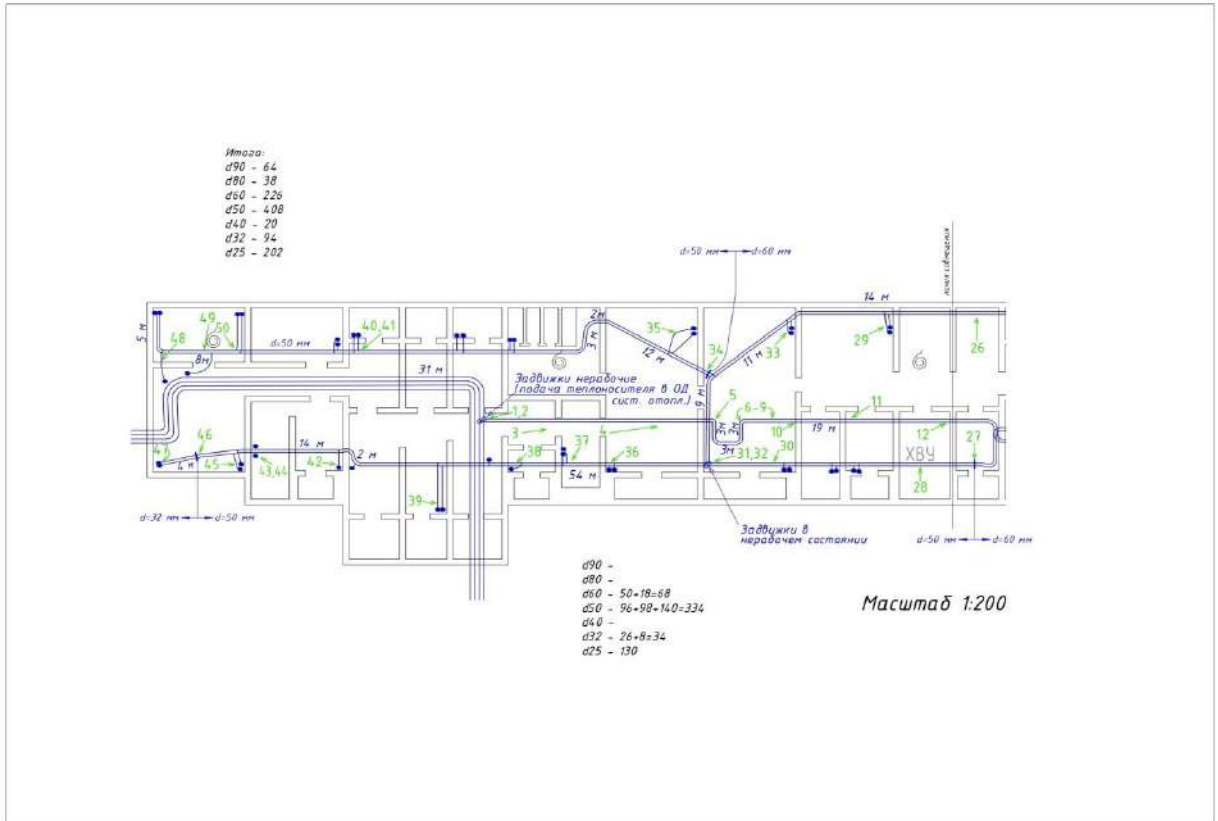 Итого:
d90 - 64
d80 - 38
d60 - 226
d50 - 408
d40 - 20
d32 - 94
d25 - 202
линия совмещения
d=50 мм
d=60 мм
14 м
5 м
48
49
50
8м
d=50 мм
40,41
2м
3 м
35
12 м
34
11 м
33
29
26
31 м
Задвижки нерабочие
(подача теплоносителя в ОД
сист. отопл.)
1,2
9 м
5
6-9
11
3
4
3м
3м
3м
10
19 м
12
27
47
46
4 м
45
14 м
43,44
42
2 м
39
38
37
54 м
36
31,32
30
ХВУ
28
d=32 мм
d=50 мм
Задвижки в
нерабочем состоянии
d=50 мм
d=60 мм
d90 -
d80 -
d60 - 50+18=68
d50 - 96+98+140=334
d40 -
d32 - 26+8=34
d25 - 130
Масштаб 1:200